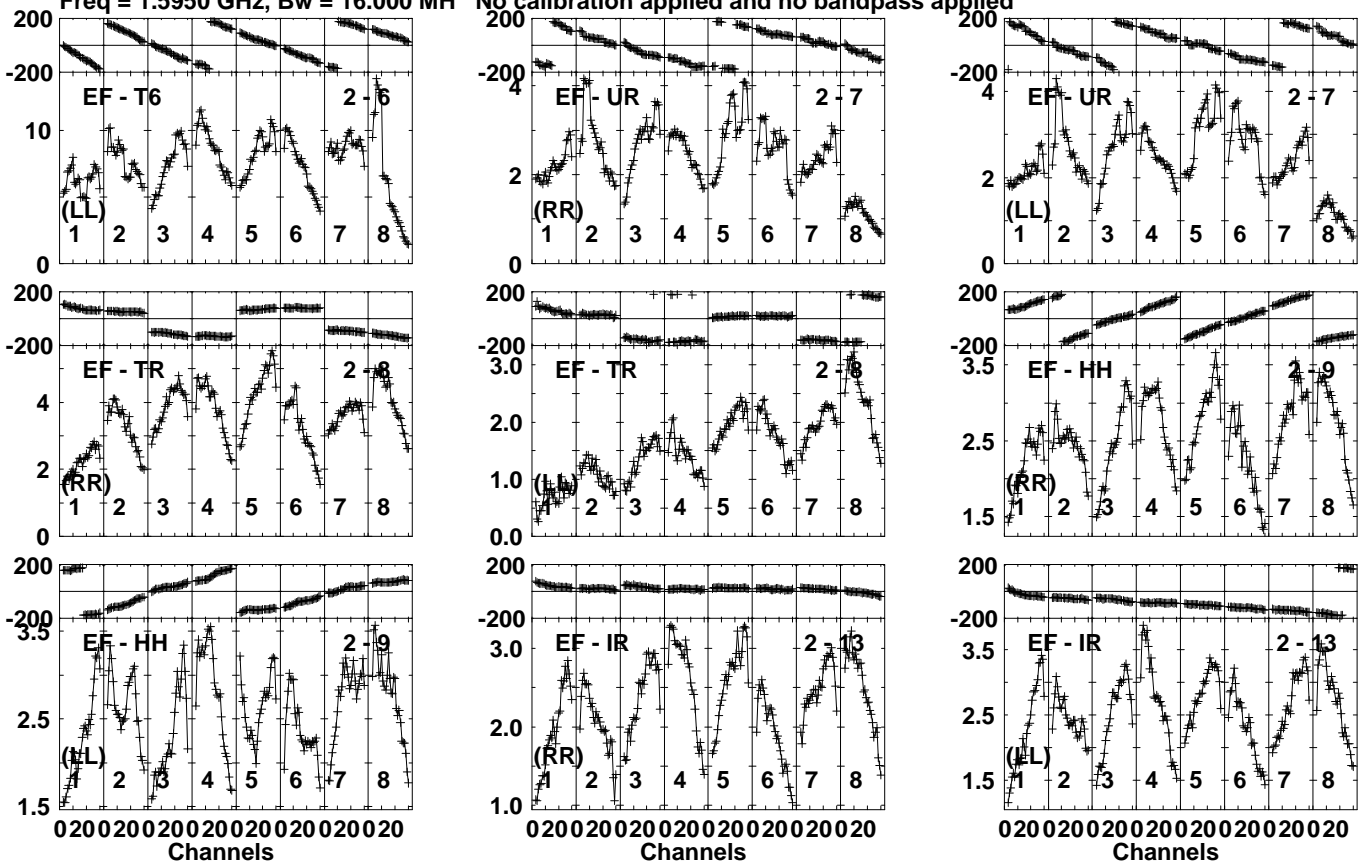 Freq = 1.5950 GHz, Bw = 16.000 MH No calibration applied and no bandpass applied
200 200 200
-200 -200 -200
EF - T6 2 - 6 EF - UR 2 - 7 EF - UR 2 - 7
10 4 4
2 2
(LL) (RR) (LL)
1 2 3 4 5 6 7 8 1 2 3 4 5 6 7 8 1 2 3 4 5 6 7 8
0 0 0
200 200 200
-200 -200 -200
EF - TR 2 - 8 EF - TR 2 - 8 EF - HH 2 - 9
4 3.0 3.5
2 2.0 2.5
(RR) (LL) (RR)
1 2 3 4 5 6 7 8 1 2 3 4 5 6 7 8 1 2 3 4 5 6 7 8
0 1.0 1.5
0.0
200 200 200
-200 -200 -200
EF - HH 2 - 9 EF - IR 2 - 13 EF - IR 2 - 13
3.5 3.0 3.5
2.5 2.0 2.5
(LL) (RR) (LL)
1 2 3 4 5 6 7 8 1 2 3 4 5 6 7 8 1 2 3 4 5 6 7 8
1.5 1.0 1.5
0 20 0 20 0 20 0 20 0 20 0 20 0 20 0 20 0 20 0 20 0 20 0 20 0 20 0 20 0 20 0 20 0 20 0 20 0 20 0 20 0 20 0 20 0 20 0 20
Channels Channels Channels